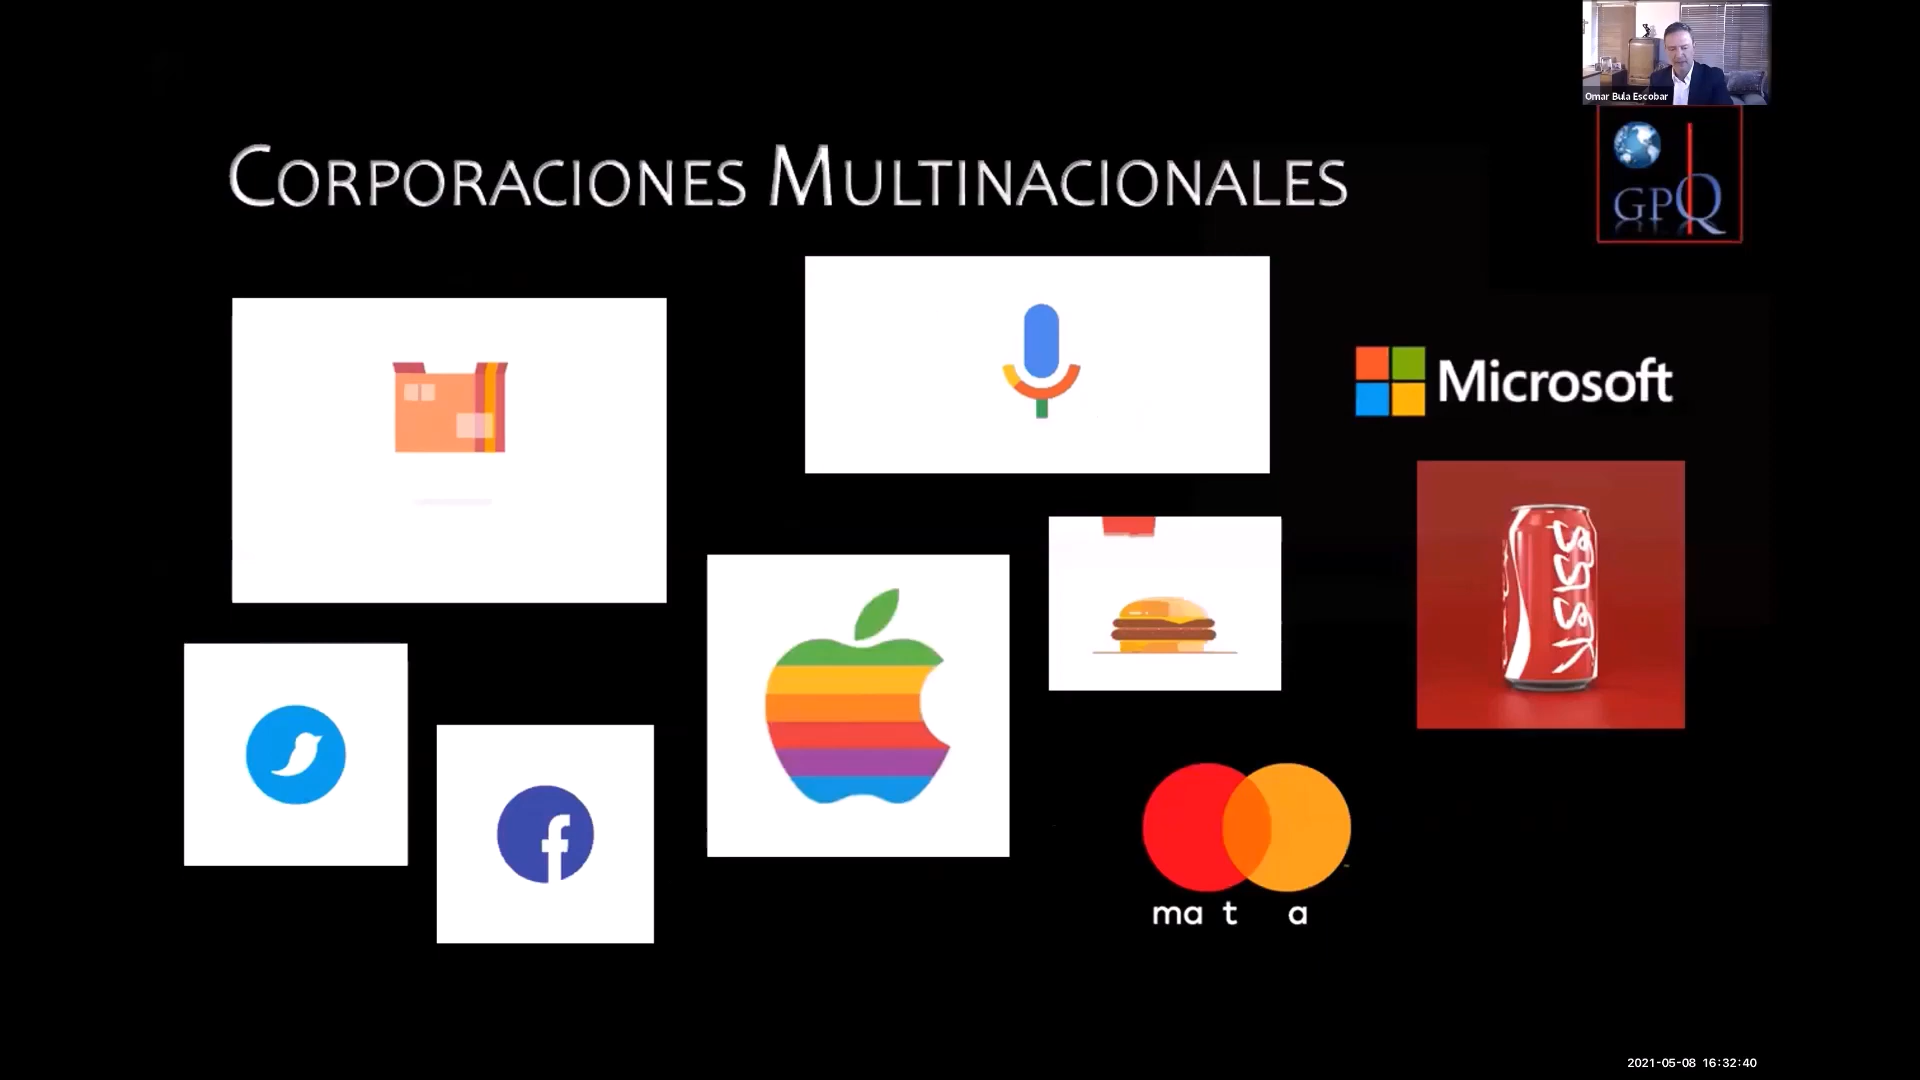 Omar Bula Escobar
CORPORACIONES MULTINACIONALES
GPQ
Microsoft
ma t a
2021-05-08 16:32:40